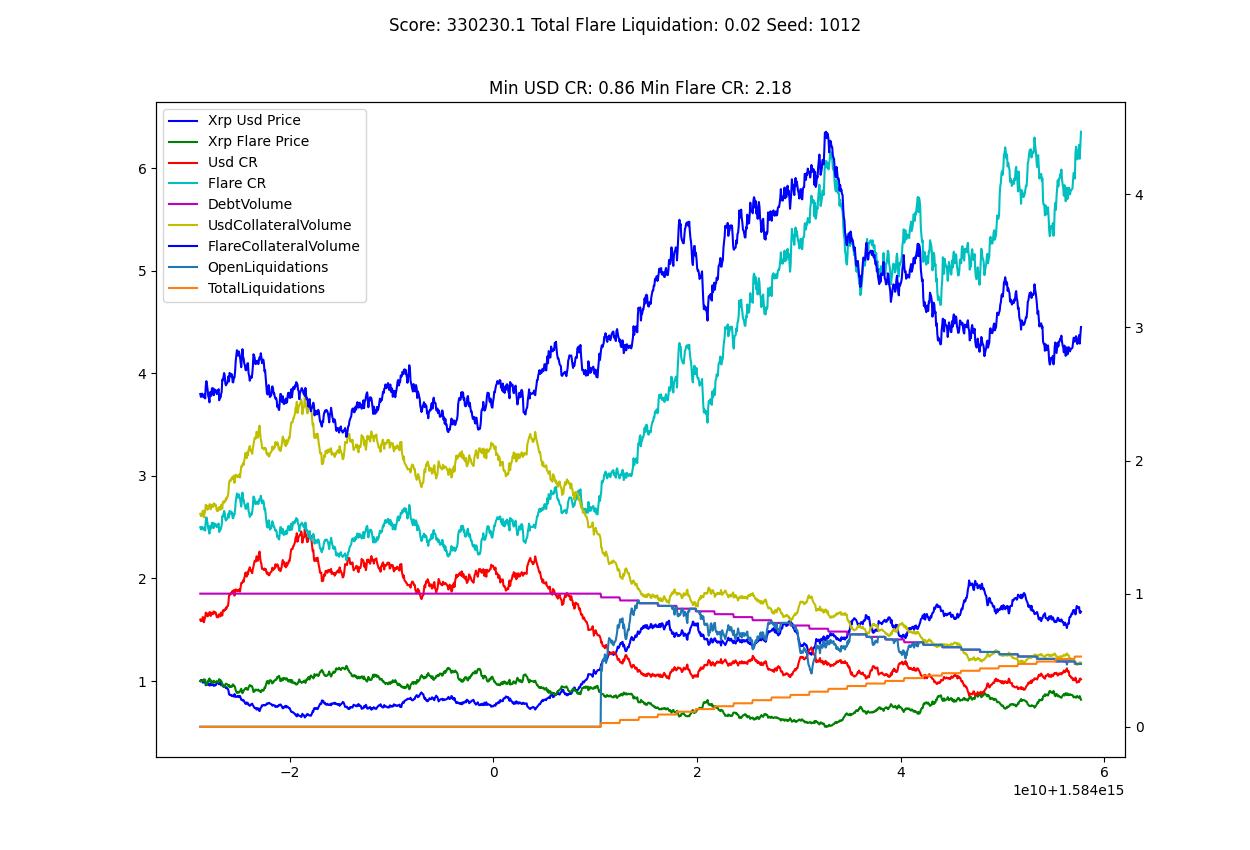 Score: 330230.1 Total Flare Liquidation: 0.02 Seed: 1012
Min USD CR: 0.86 Min Flare CR: 2.18
Xrp Usd Price
Xrp Flare Price
Usd CR
Flare CR
DebtVolume
UsdCollateralVolume
FlareCollateralVolume
OpenLiquidations
TotalLiquidations
6
5
4
3
2
1
4
3
2
1
0
−2
0
2
4
6
1e10+1.584e15